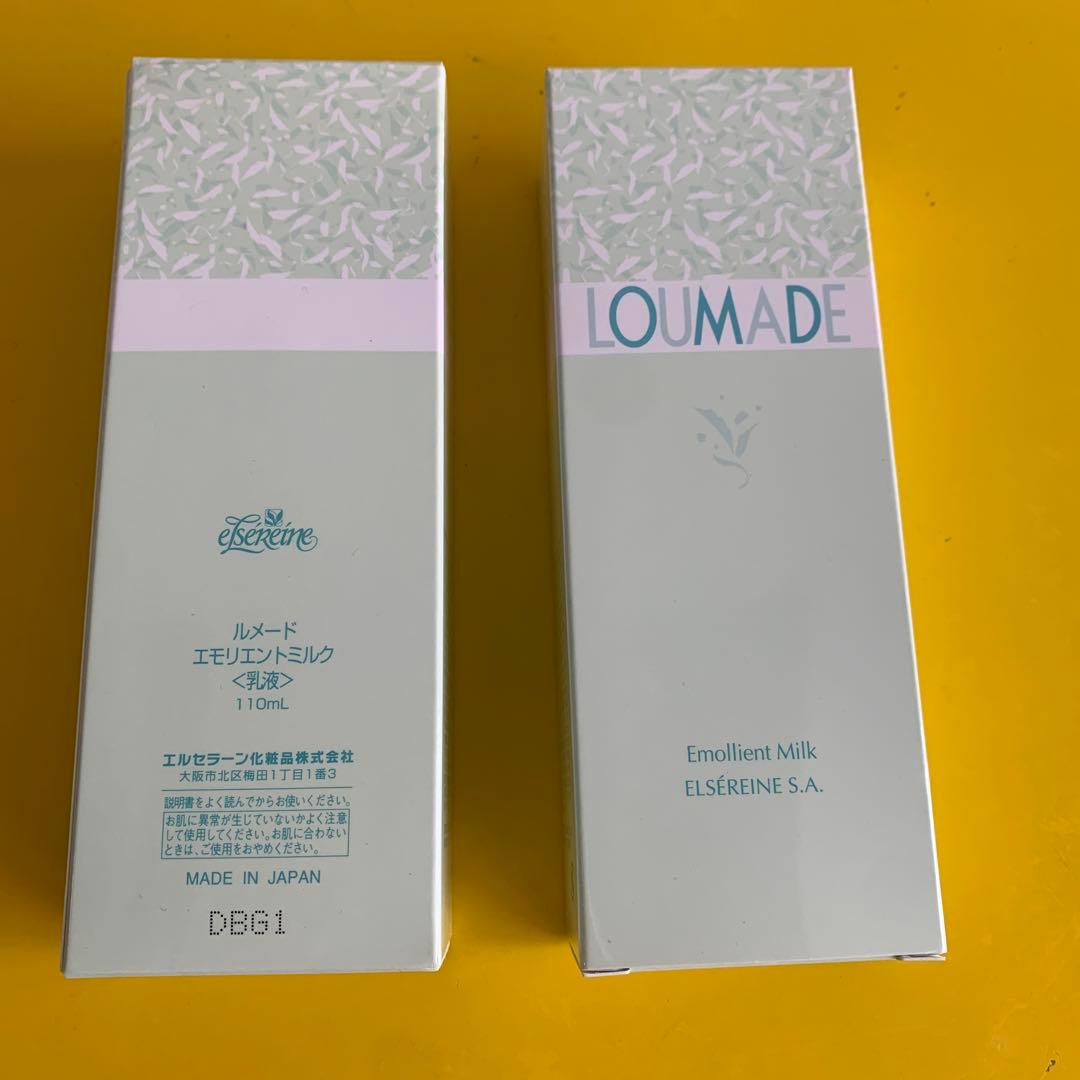 elséreine
ルメード
エモリエントミルク
<乳液>
110mL
エルセラーン化粧品株式会社
大阪市北区梅田1丁目1番3
説明書をよく読んでからお使いください。
お肌に異常が生じていないかよく注意
して使用してください。お肌に合わない
ときは、ご使用をおやめください。
MADE IN JAPAN
DBG1
LOUMADE
Emollient Milk
ELSÉREINE S.A.